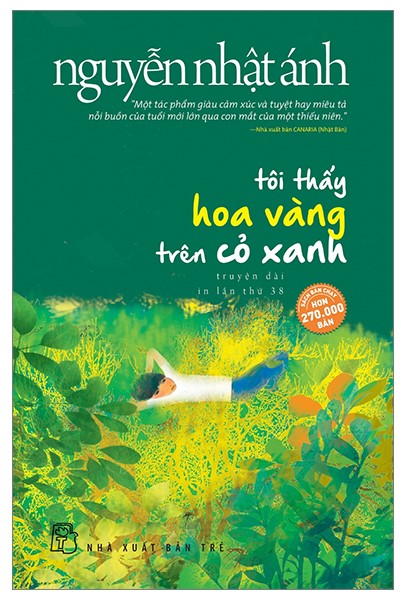 nguyễn nhật ánh
"Một tác phẩm giàu cảm xúc và tuyệt hay miêu tả
nỗi buồn của tuổi mới lớn qua con mắt của một thiếu niên."
—Nhà xuất bản CANARIA (Nhật Bản)
tôi thấy
hoa vàng
trên cỏ xanh
truyện dài
in lần thứ 38
SÁCH BÁN CHẠY
HƠN
270.000
BẢN
NHÀ XUẤT BẢN TRẺ